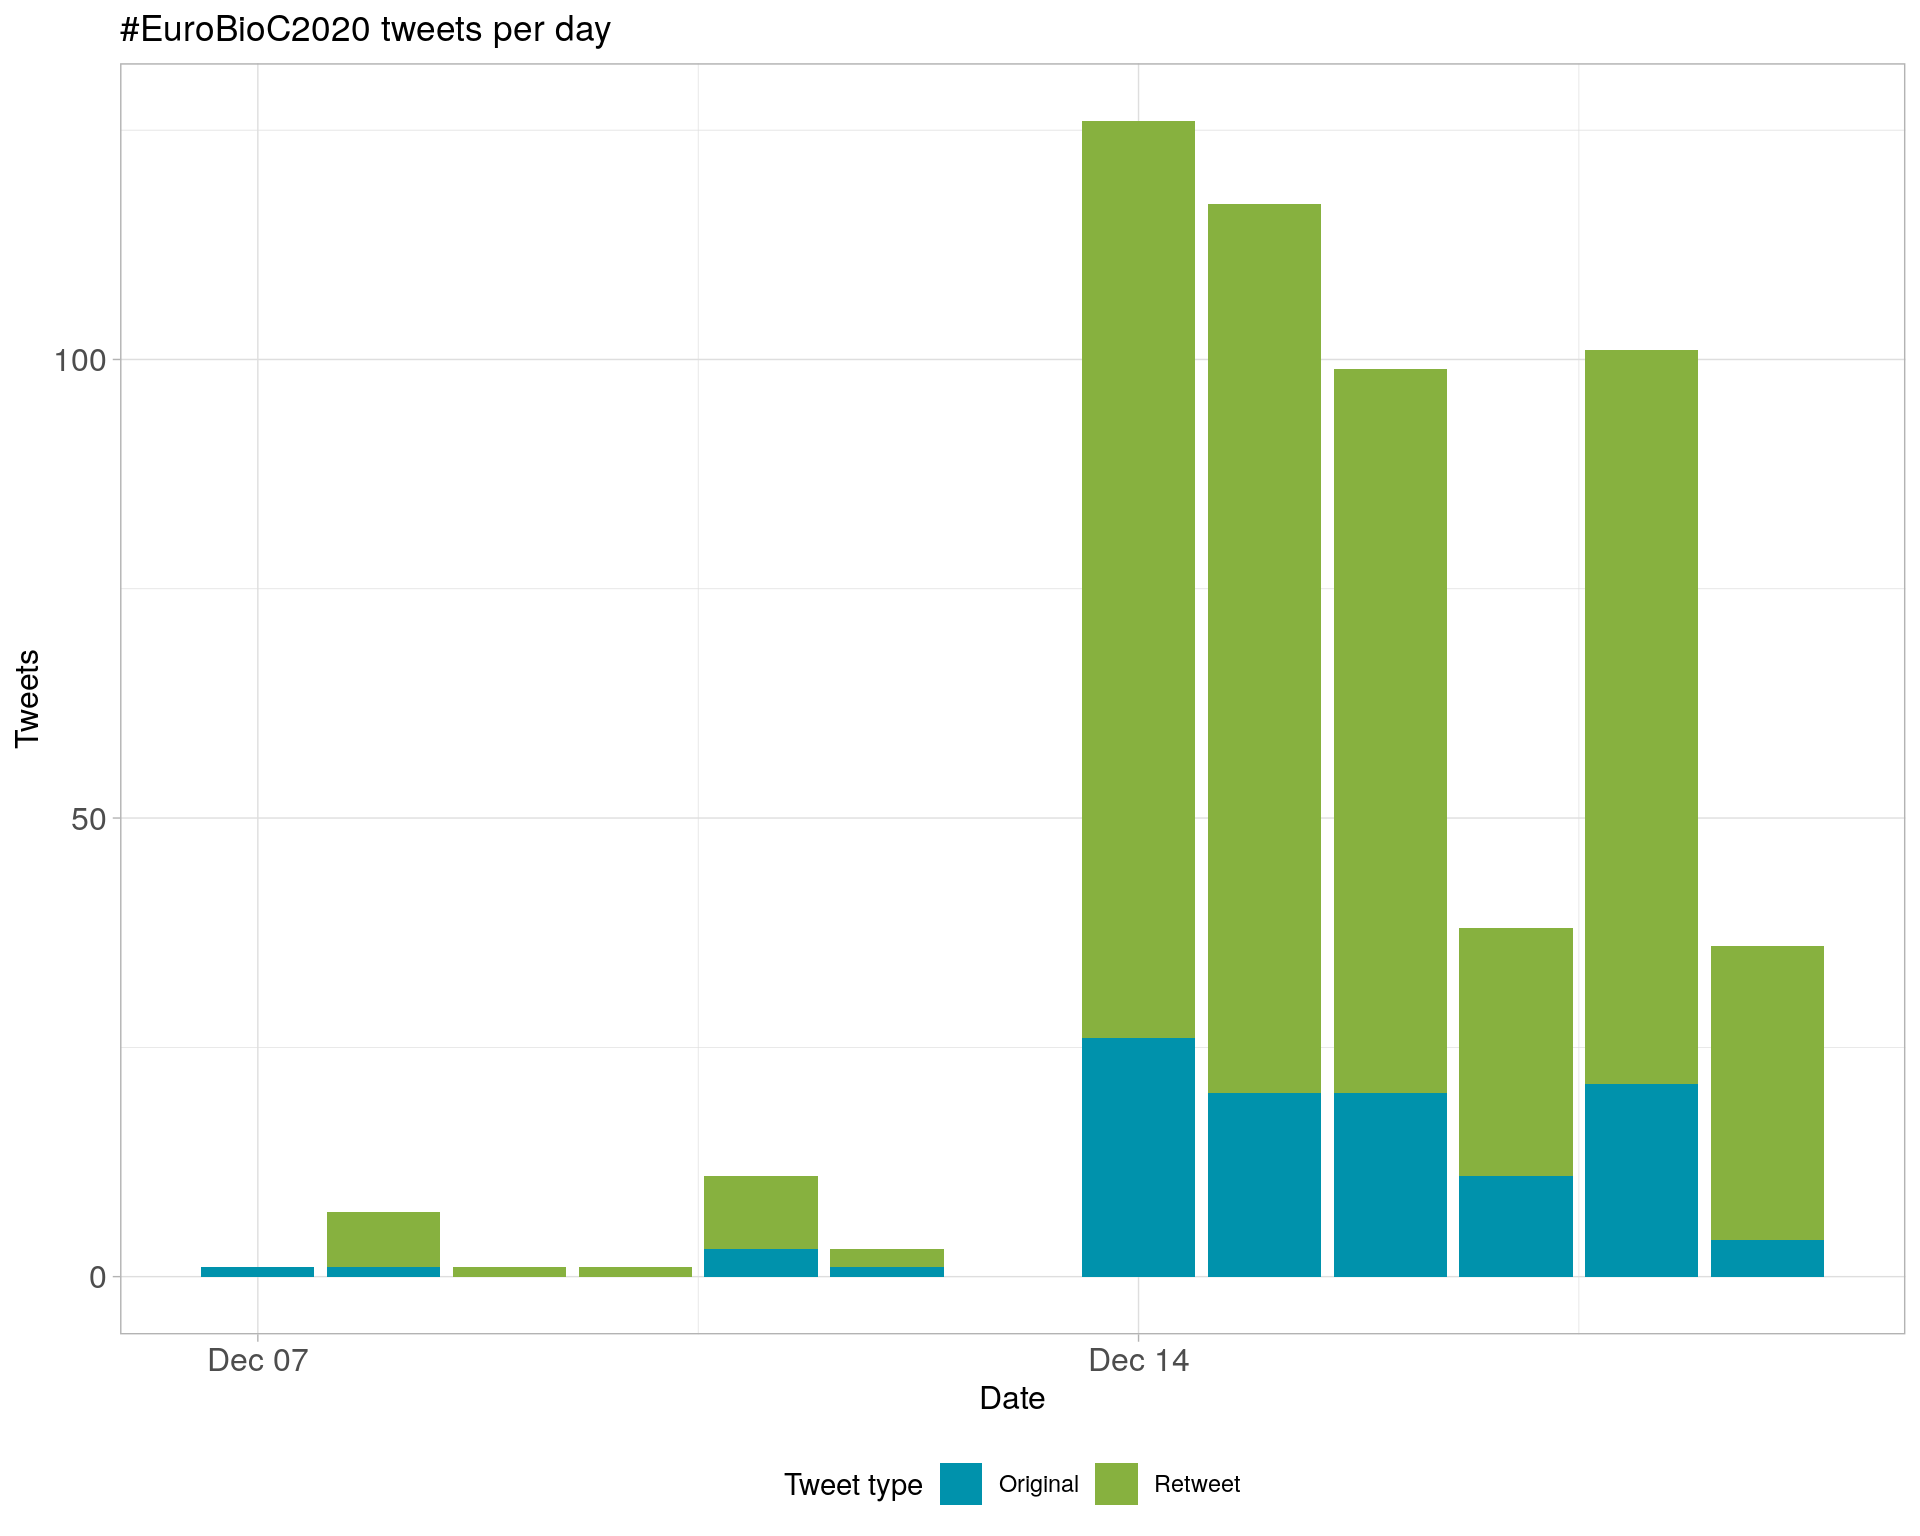 #EuroBioC2020 tweets per day
Tweets
100
50
0
Dec 07 Dec 14
Date
Tweet type Original Retweet